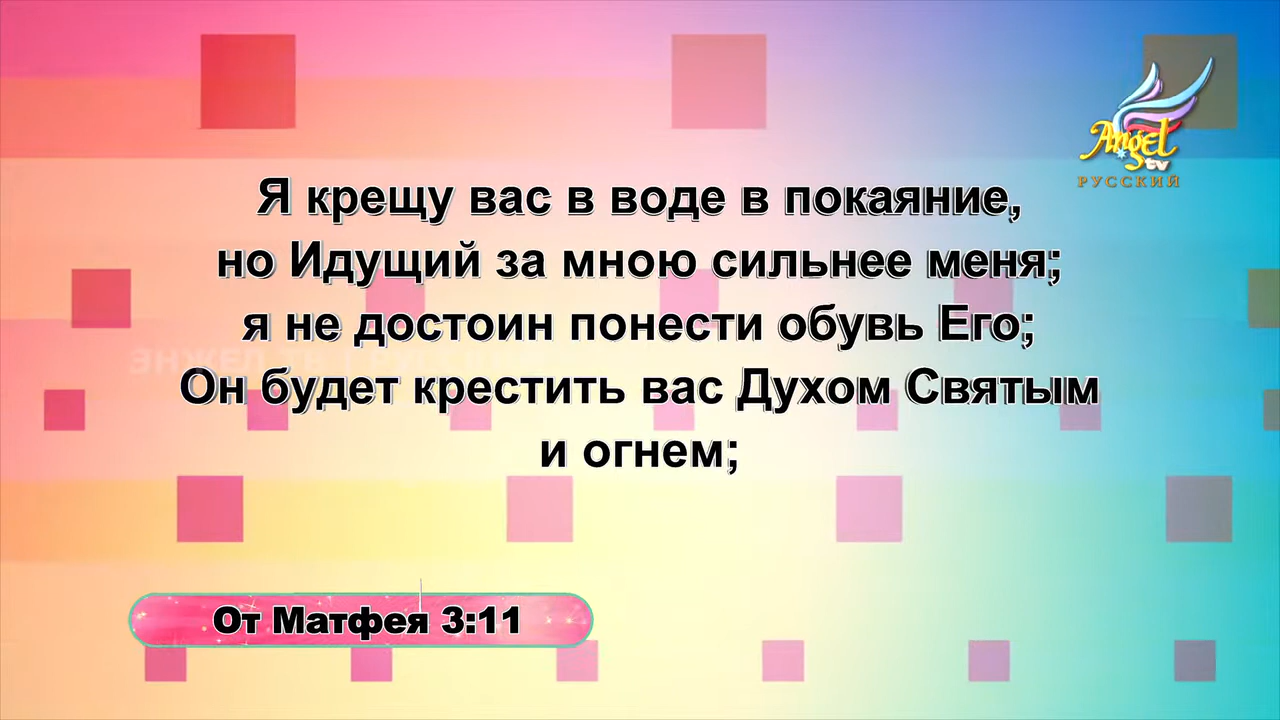 Angel
tv
РУССКИЙ
Я крещу вас в воде в покаяние,
но Идущий за мною сильнее меня;
я не достоин понести обувь Его;
Он будет крестить вас Духом Святым
и огнем;
От Матфея 3:11